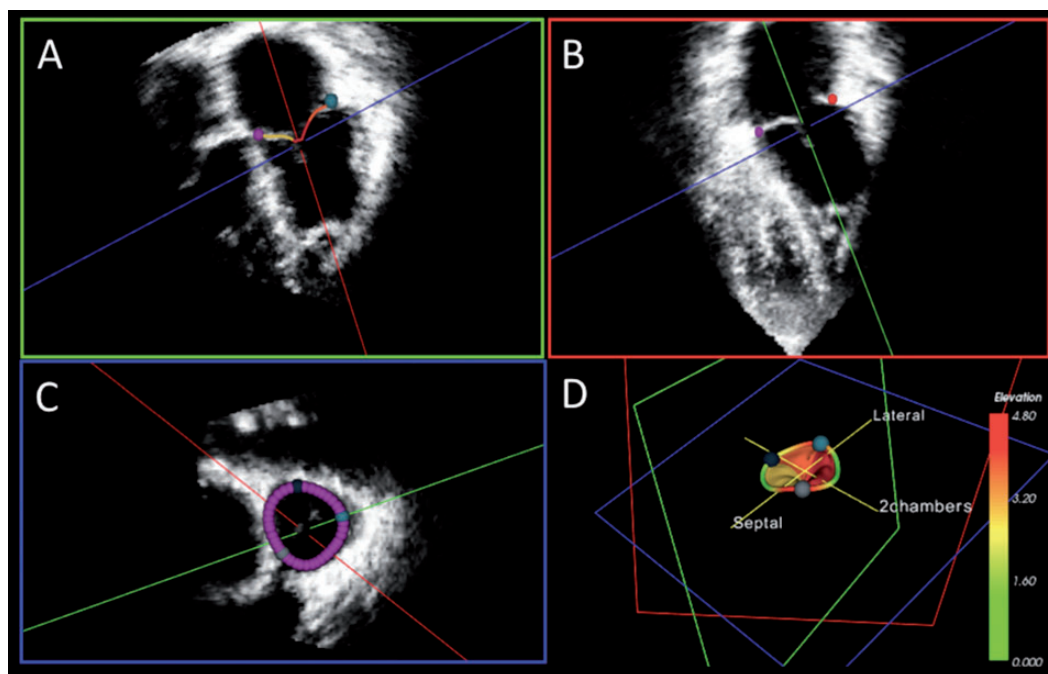 A
B
C
D
Elevation
4.80
Lateral
3.20
2chambers
Septal
1.60
0.000